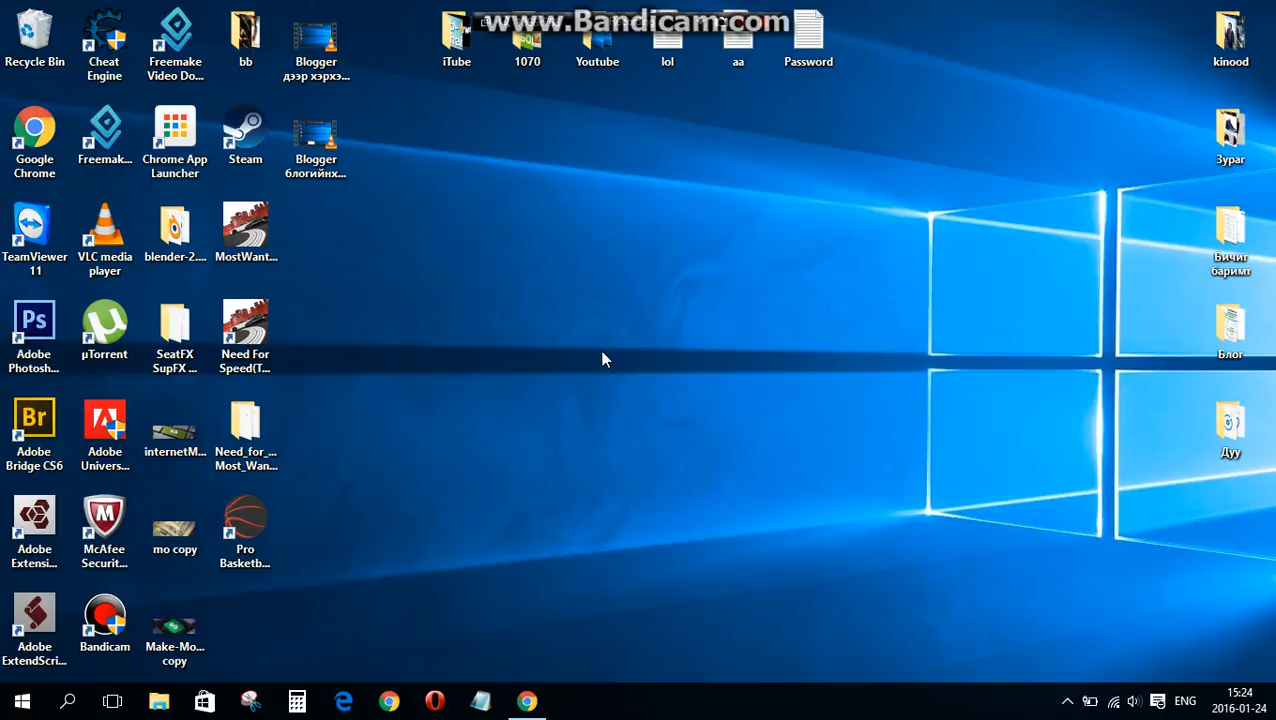 www.Bandicam.com
Recycle Bin
Cheat
Engine
Freemake
Video Do...
bb
Blogger
дээр хэрхэ...
iTube
1070
Youtube
lol
aa
Password
kinood
Google
Chrome
Freemak...
Chrome App
Launcher
Steam
Blogger
блогийнх...
Зураг
TeamViewer
11
VLC media
player
blender-2....
MostWant...
Бичиг
баримт
Ps
Adobe
Photosh...
µTorrent
SeatFX
SupFX ...
Need For
Speed(T...
Блог
Br
Adobe
Bridge CS6
Adobe
Univers...
internetM...
Need_for_...
Most_Wan...
Дуу
Adobe
Extensi...
McAfee
Securit...
mo copy
Pro
Basketb...
Adobe
ExtendScri...
Bandicam
Make-Mo...
copy
ENG
15:24
2016-01-24